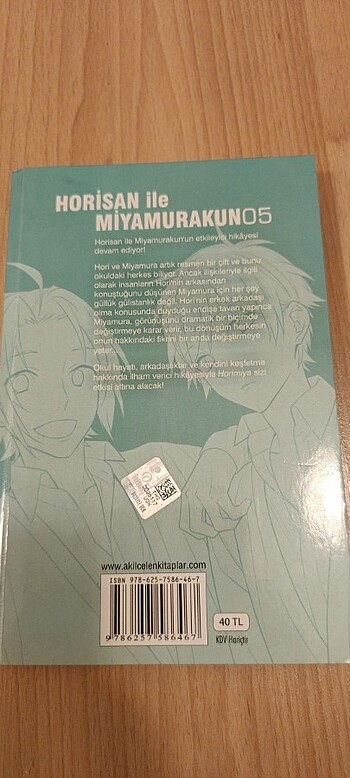 HORİSAN ile
MİYAMURAKUN05
Horisan ile Miyamurakun'un etkileyici hikâyesi
devam ediyor!
Hori ve Miyamura artık resmen bir çift ve bunu
okuldaki herkes biliyor. Ancak ilişkileriyle ilgili
olarak insanların Hori'nin arkasından
konuştuğunu düşünen Miyamura için her şey
güllük gülistanlık değil. Hori'nin erkek arkadaşı
olma konusunda duyduğu endişe tavan yapınca
Miyamura, görünüşünü dramatik bir biçimde
değiştirmeye karar verir, bu dönüşüm herkesin
onun hakkındaki fikrini bir anda değiştirmeye
yeter...
Okul hayatı, arkadaşlıklar ve kendini keşfetme
hakkında ilham verici hikâyesiyle Horimiya sizi
etkisi altına alacak!
www.akilcelenkitaplar.com
ISBN 978-625-7586-46-7
9 786257 586467
40 TL
KDV Hariçtir